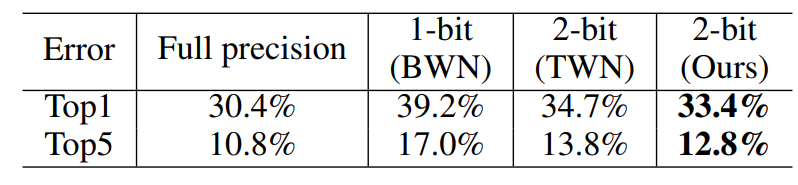 Error Full precision 1-bit (BWN) 2-bit (TWN) 2-bit (Ours)
Top1 30.4% 39.2% 34.7% 33.4%
Top5 10.8% 17.0% 13.8% 12.8%